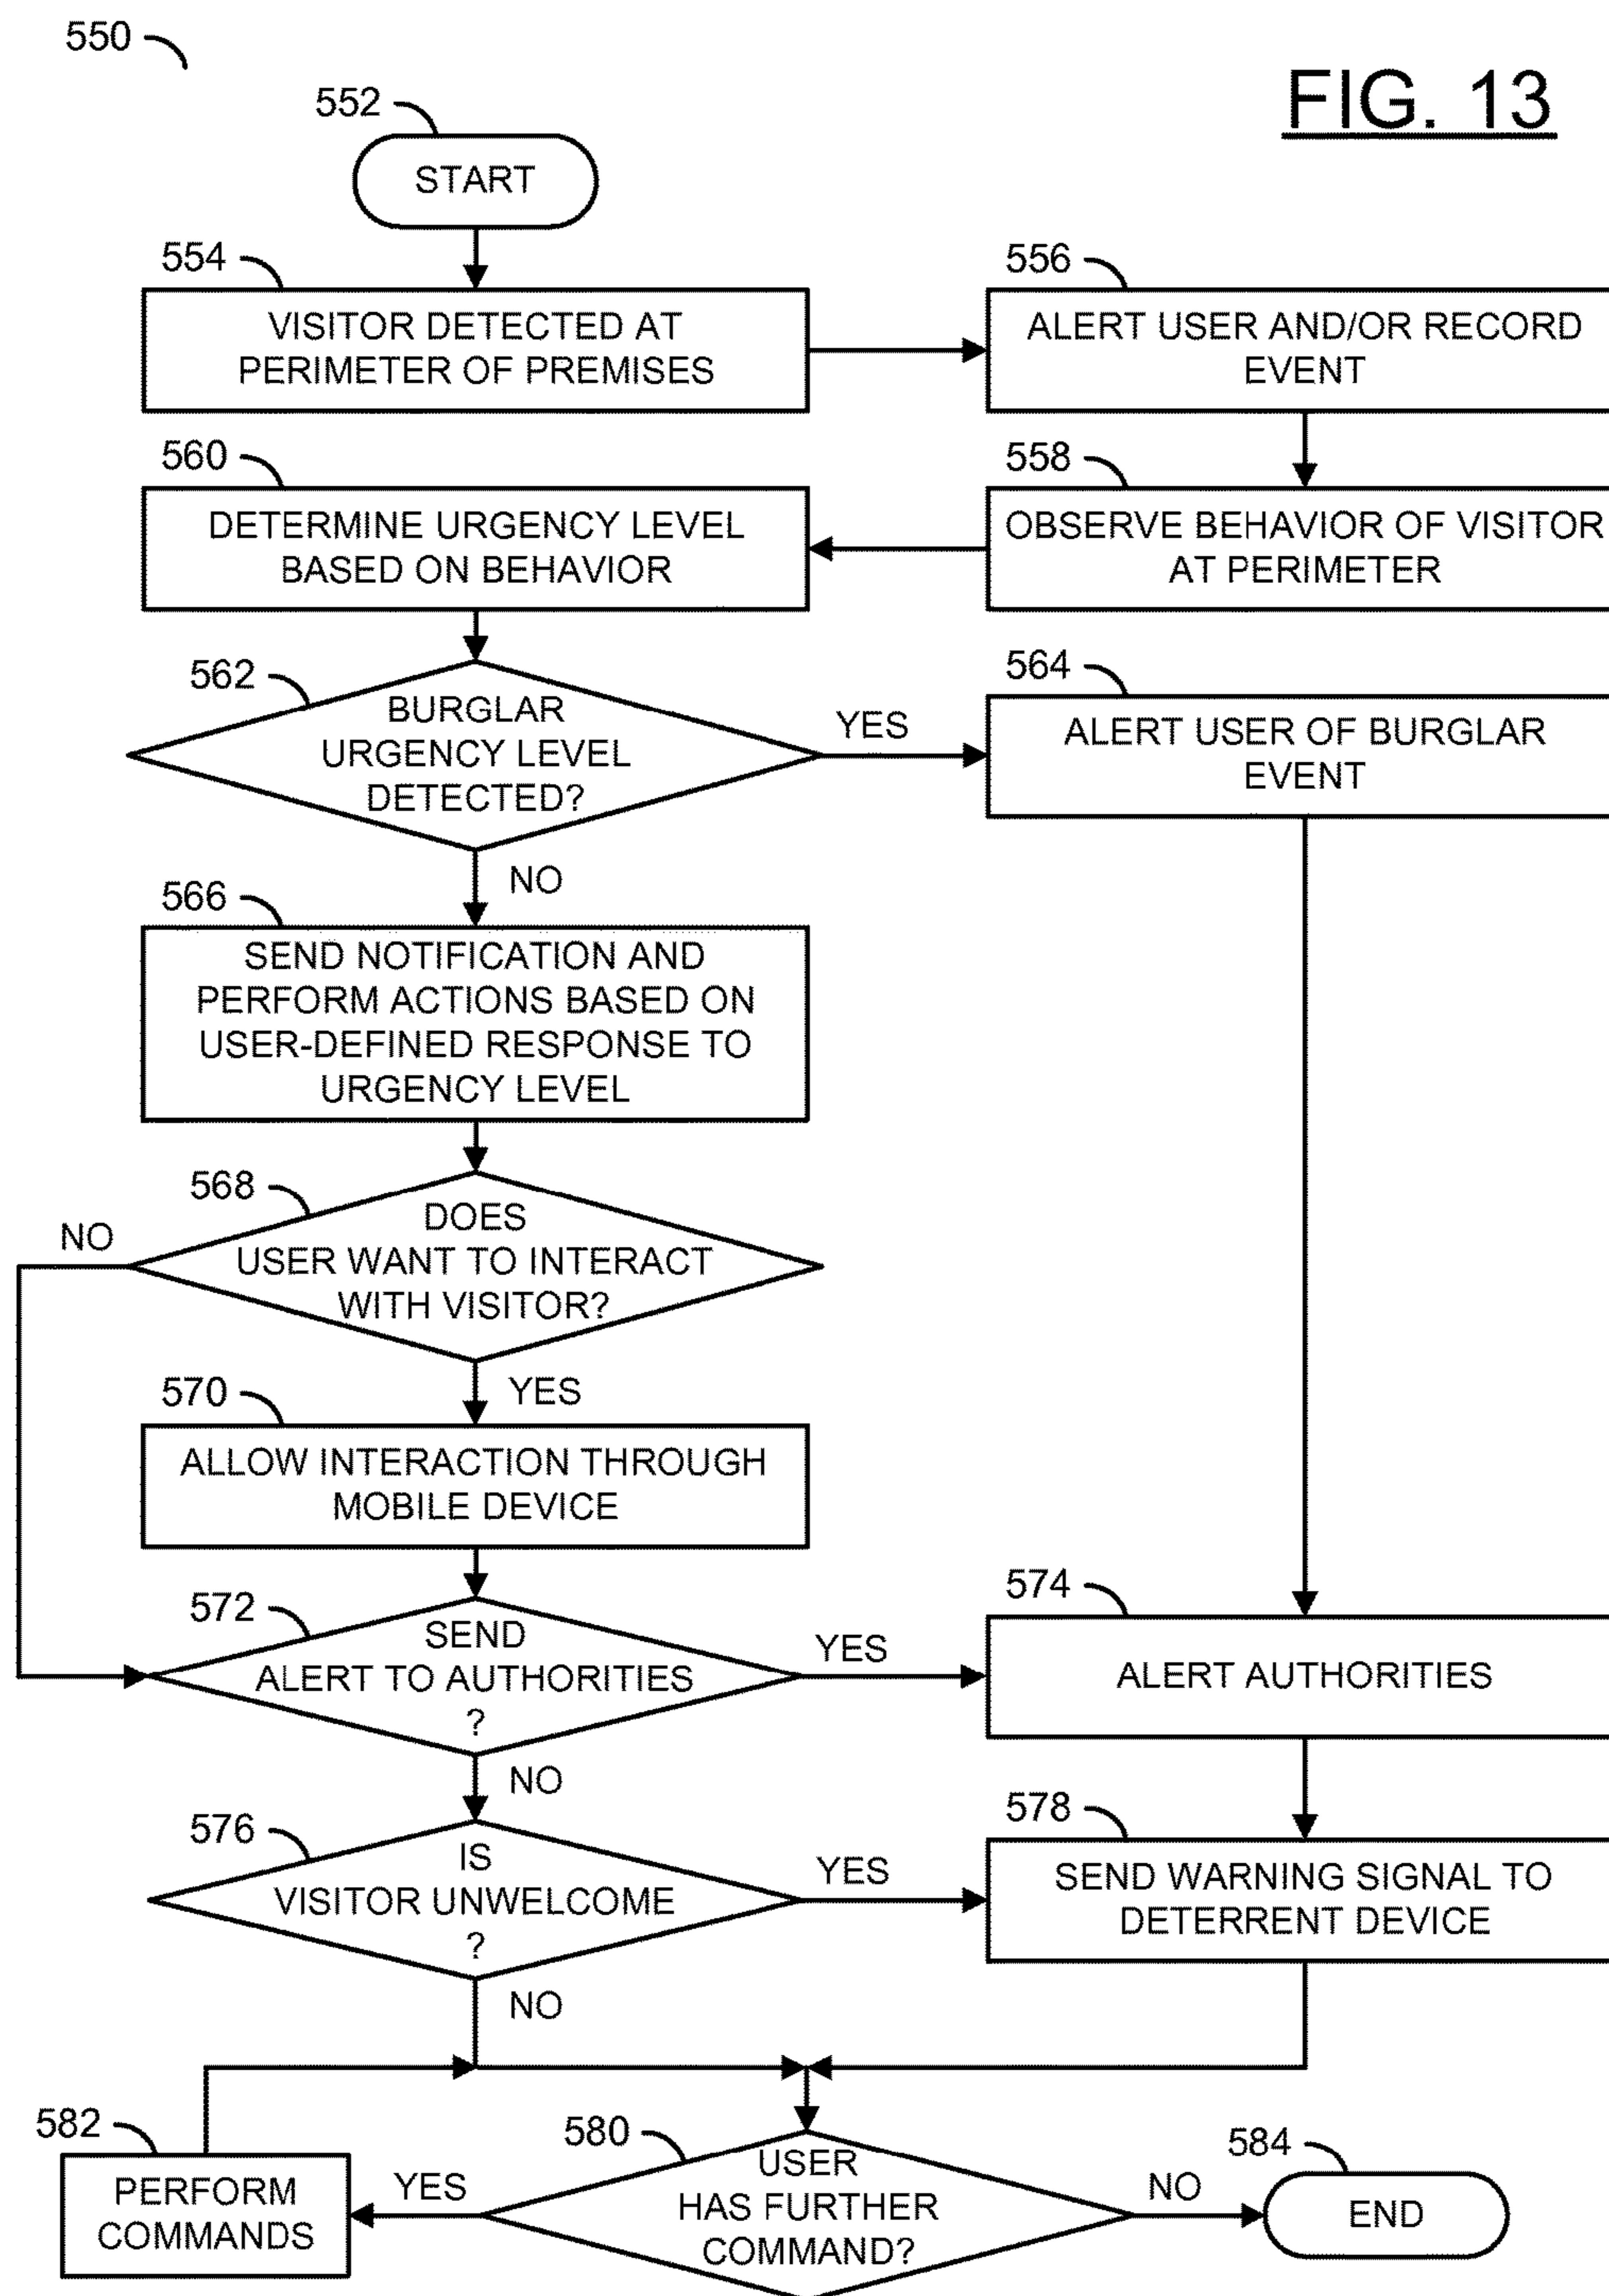 550
FIG. 13
552
START
554
VISITOR DETECTED AT
PERIMETER OF PREMISES
556
ALERT USER AND/OR RECORD
EVENT
560
DETERMINE URGENCY LEVEL
BASED ON BEHAVIOR
558
OBSERVE BEHAVIOR OF VISITOR
AT PERIMETER
562
BURGLAR
URGENCY LEVEL
DETECTED?
YES
564
ALERT USER OF BURGLAR
EVENT
NO
566
SEND NOTIFICATION AND
PERFORM ACTIONS BASED ON
USER-DEFINED RESPONSE TO
URGENCY LEVEL
568
NO
DOES
USER WANT TO INTERACT
WITH VISITOR?
YES
570
ALLOW INTERACTION THROUGH
MOBILE DEVICE
572
SEND
ALERT TO AUTHORITIES
?
YES
574
ALERT AUTHORITIES
NO
576
IS
VISITOR UNWELCOME
?
YES
578
SEND WARNING SIGNAL TO
DETERRENT DEVICE
NO
582
PERFORM
COMMANDS
YES
580
USER
HAS FURTHER
COMMAND?
NO
584
END